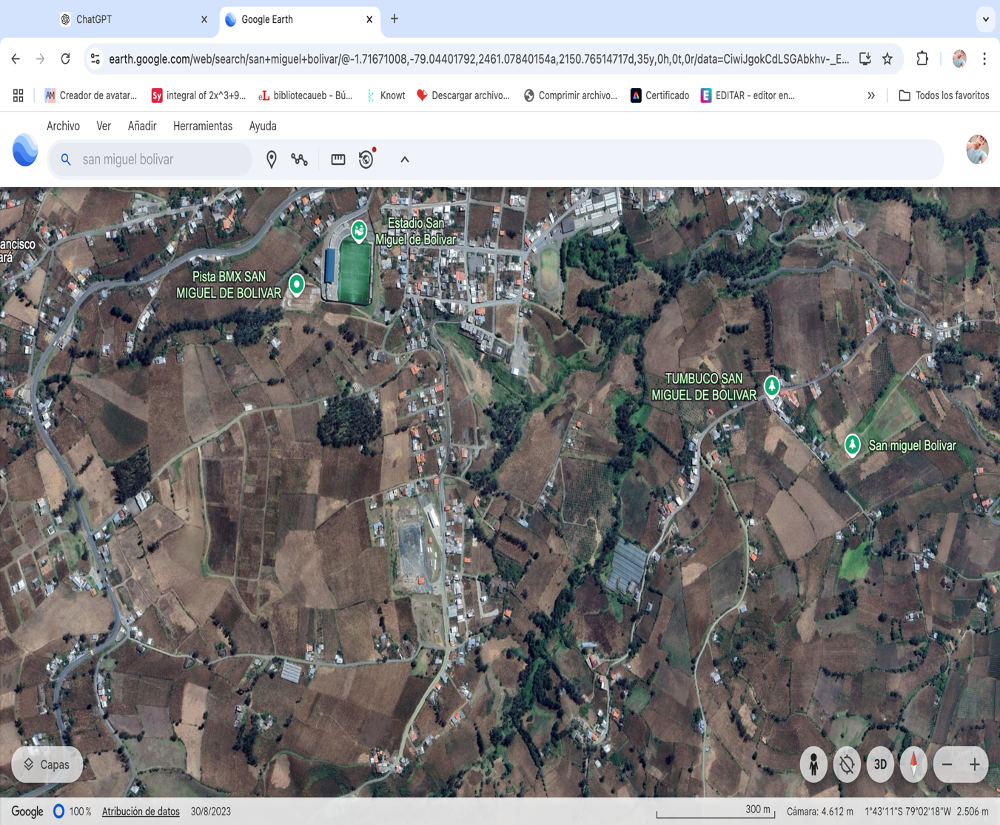 ChatGPT
Google Earth
earth.google.com/web/search/san+miguel+bolivar/@-1.71671008,-79.04401792,2461.07840154a,2150.76514717d,35y,0h,0t,0r/data=CiwiJgokCdLSGAbkhv-_E...
Creador de avatar...
integral of 2x^3+9...
bibliotecaueb - Bú...
Knowt
Descargar archivo...
Comprimir archivo...
Certificado
EDITAR - editor en...
Todos los favoritos
Archivo
Ver
Añadir
Herramientas
Ayuda
san miguel bolivar
Estadio San
Miguel de Bolivar
ancisco
ará
Pista BMX SAN
MIGUEL DE BOLIVAR
TUMBUCO SAN
MIGUEL DE BOLIVAR
San miguel Bolivar
Capas
3D
Google
100 %
Atribución de datos
30/8/2023
300 m
Cámara: 4.612 m
1°43'11"S 79°02'18"W
2.506 m